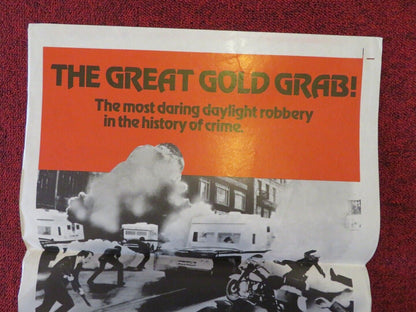 THE GREAT GOLD GRAB!
The most daring daylight robbery
in the history of crime.